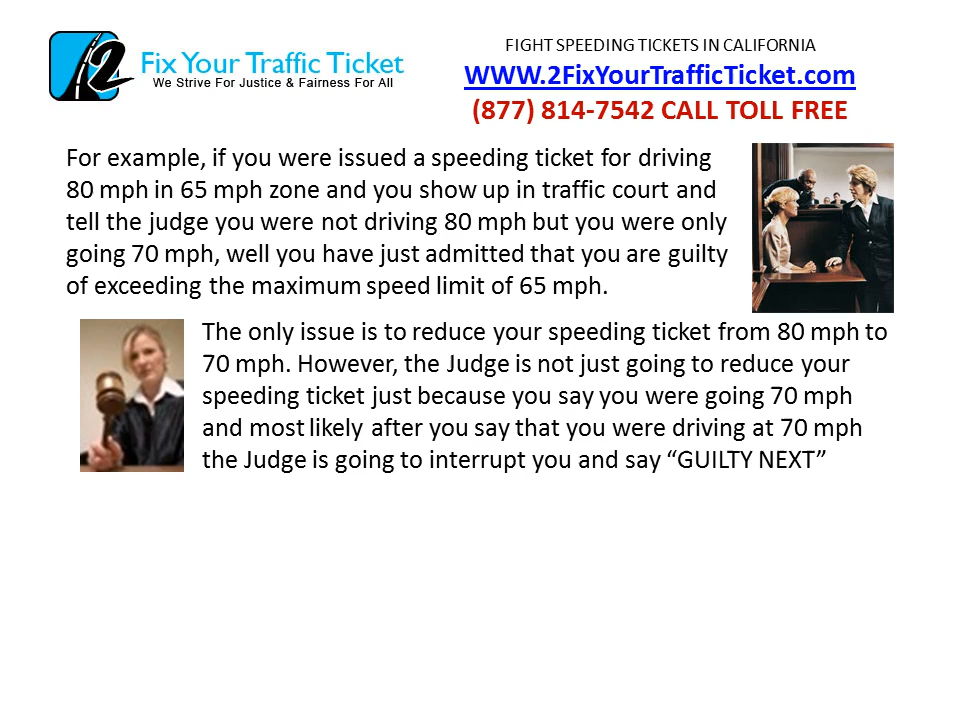 2 Fix Your Traffic Ticket
We Strive For Justice & Fairness For All
FIGHT SPEEDING TICKETS IN CALIFORNIA
WWW.2FixYourTrafficTicket.com
(877) 814-7542 CALL TOLL FREE
For example, if you were issued a speeding ticket for driving
80 mph in 65 mph zone and you show up in traffic court and
tell the judge you were not driving 80 mph but you were only
going 70 mph, well you have just admitted that you are guilty
of exceeding the maximum speed limit of 65 mph.
The only issue is to reduce your speeding ticket from 80 mph to
70 mph. However, the Judge is not just going to reduce your
speeding ticket just because you say you were going 70 mph
and most likely after you say that you were driving at 70 mph
the Judge is going to interrupt you and say “GUILTY NEXT”